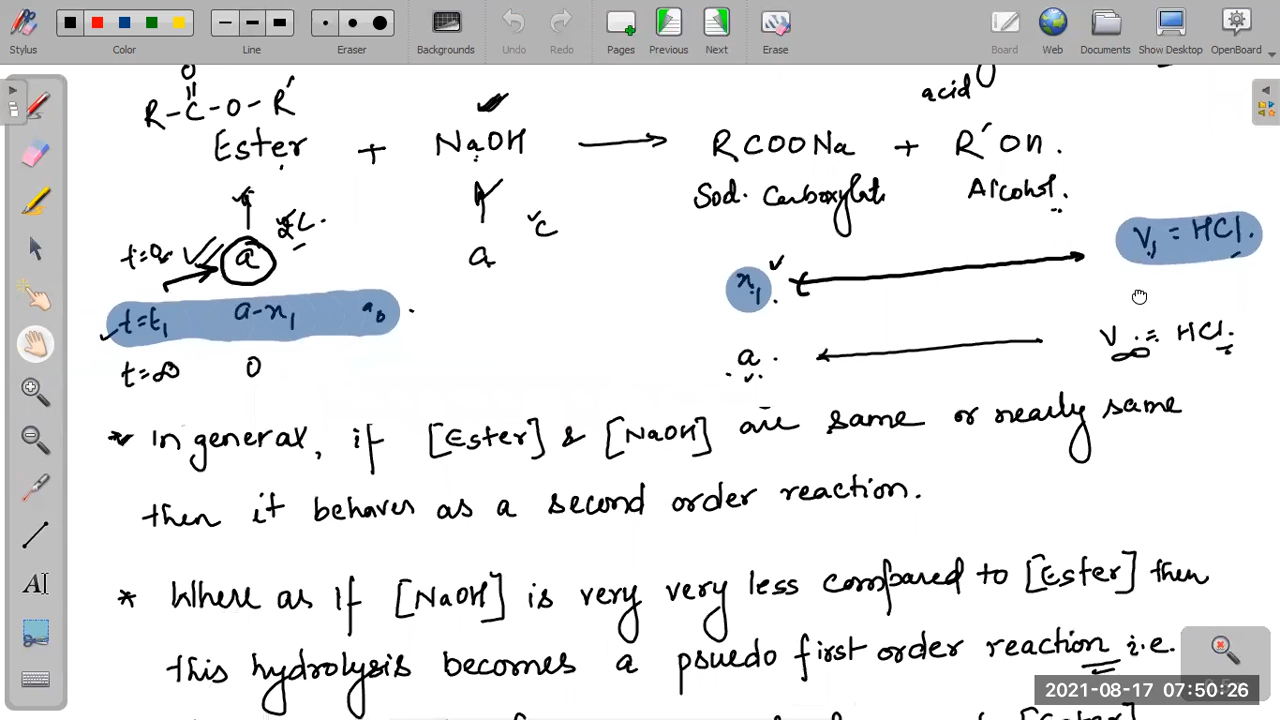 Stylus Color Line Eraser Backgrounds Undo Redo Pages Previous Next Erase Board Web Documents Show Desktop OpenBoard
O
R-C-O-R'
acid
Ester + NaOH → RCOONa + R'OH.
Sod. Carboxylate Alcohol.
C
t=0 a a
V1 = HCl.
x1 t
t=t1 a-x1
V∞ = HCl.
t=∞ 0 a
* In general, if [Ester] & [NaOH] are same or nearly same
then it behaves as a second order reaction.
* Where as if [NaOH] is very very less compared to [Ester] then
this hydrolysis becomes a psuedo first order reaction i.e.
[Ester]
2021-08-17 07:50:26